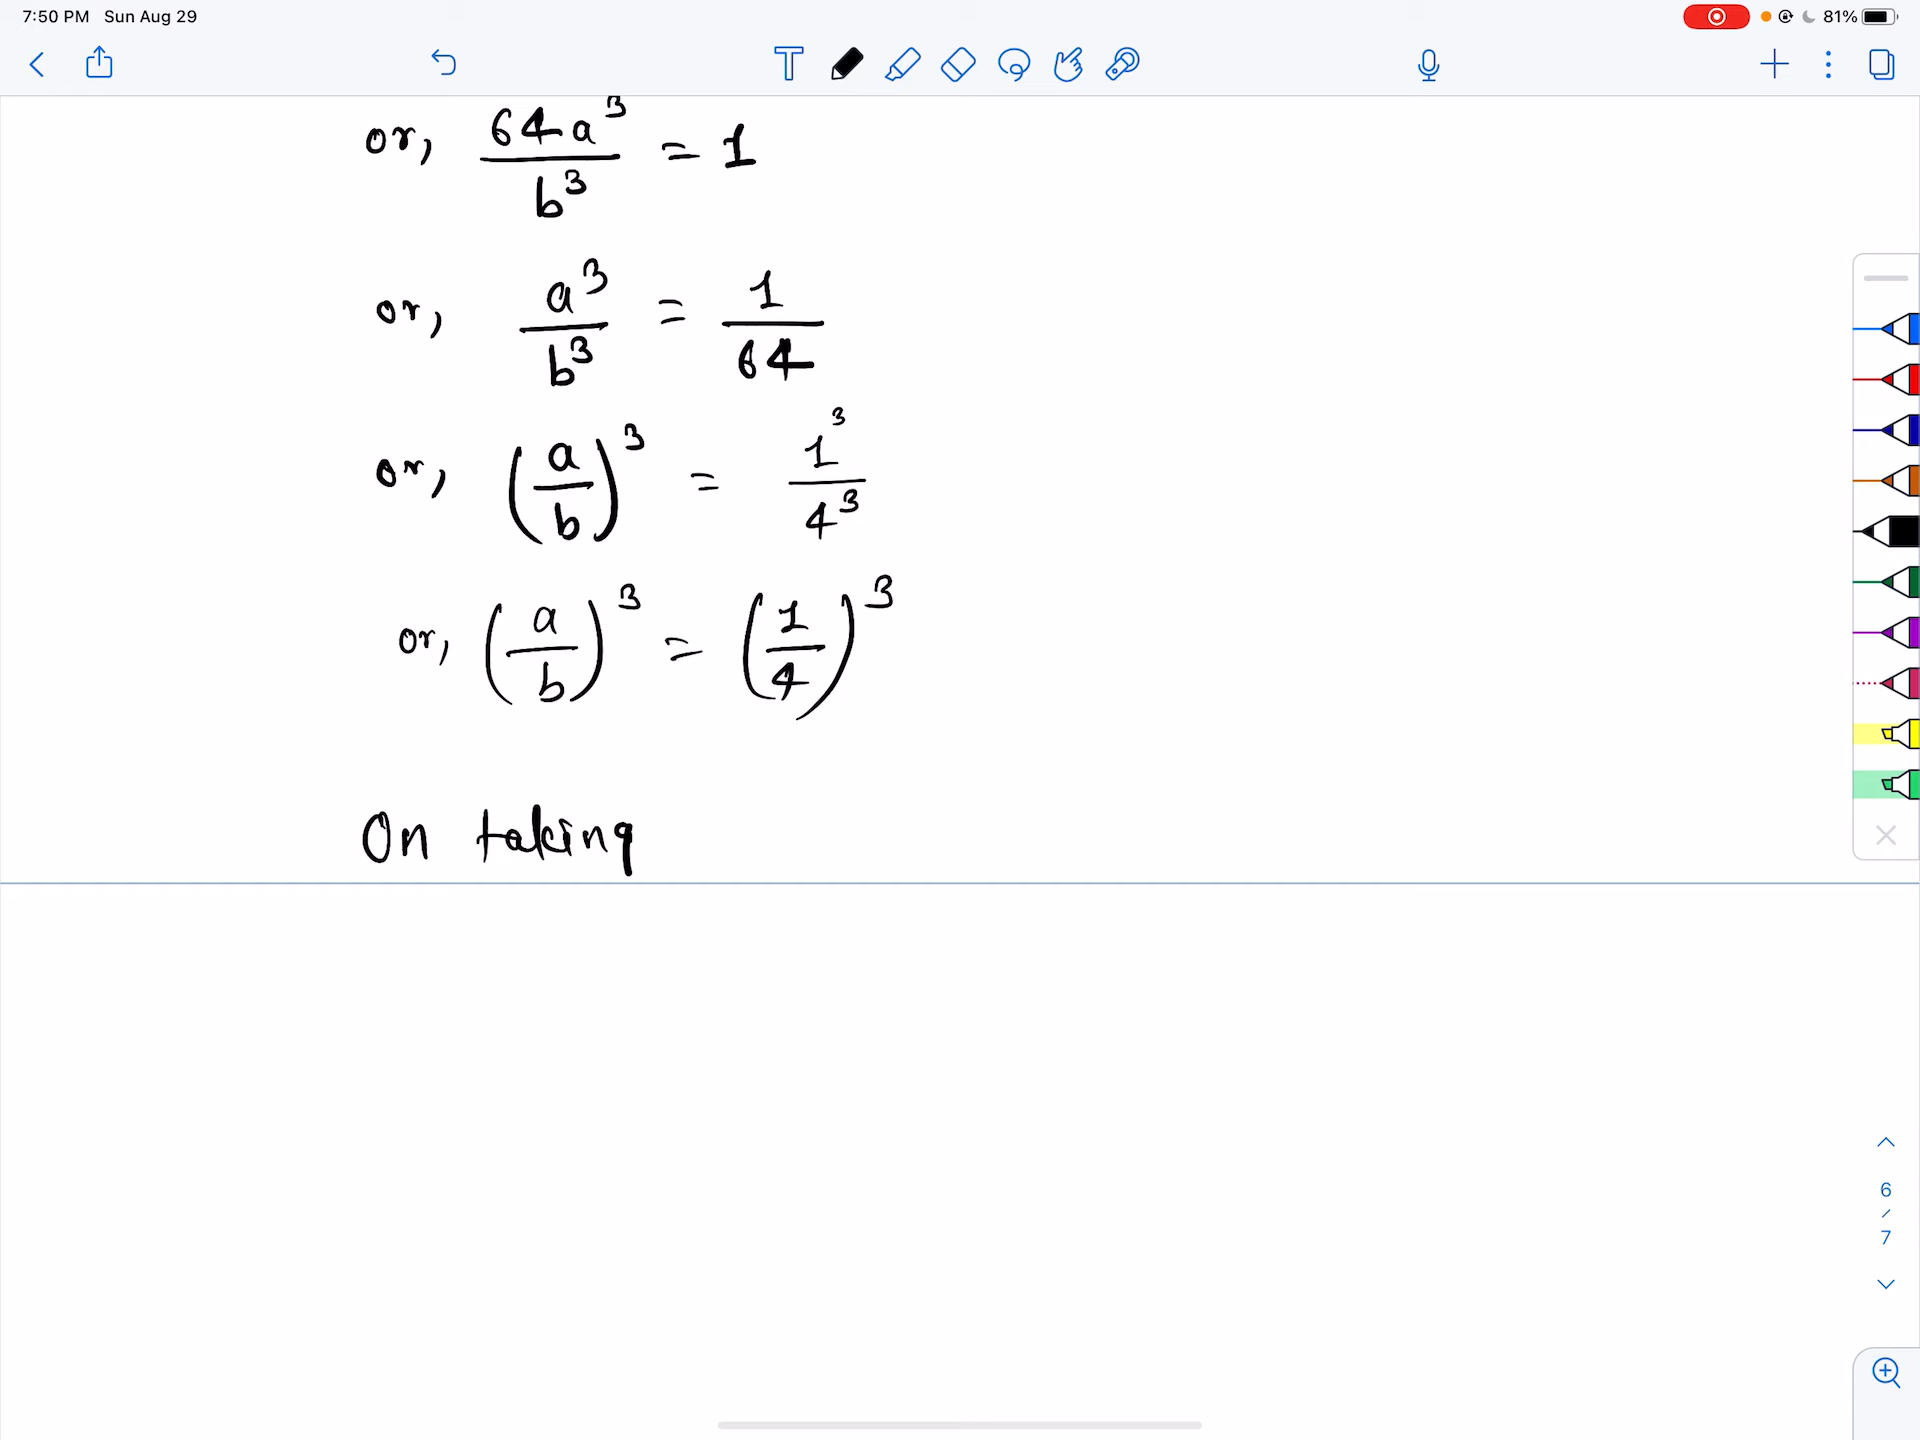 7:50 PM Sun Aug 29
81%
T
or, 64a³/b³ = 1
or, a³/b³ = 1/64
or, (a/b)³ = 1³/4³
or, (a/b)³ = (1/4)³
On taking
6
/
7